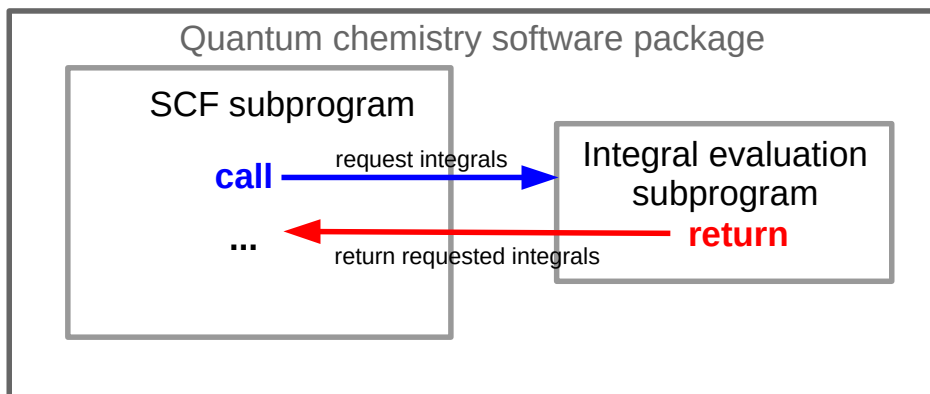 Quantum chemistry software package
SCF subprogram
request integrals
call
Integral evaluation
subprogram
...
return
return requested integrals